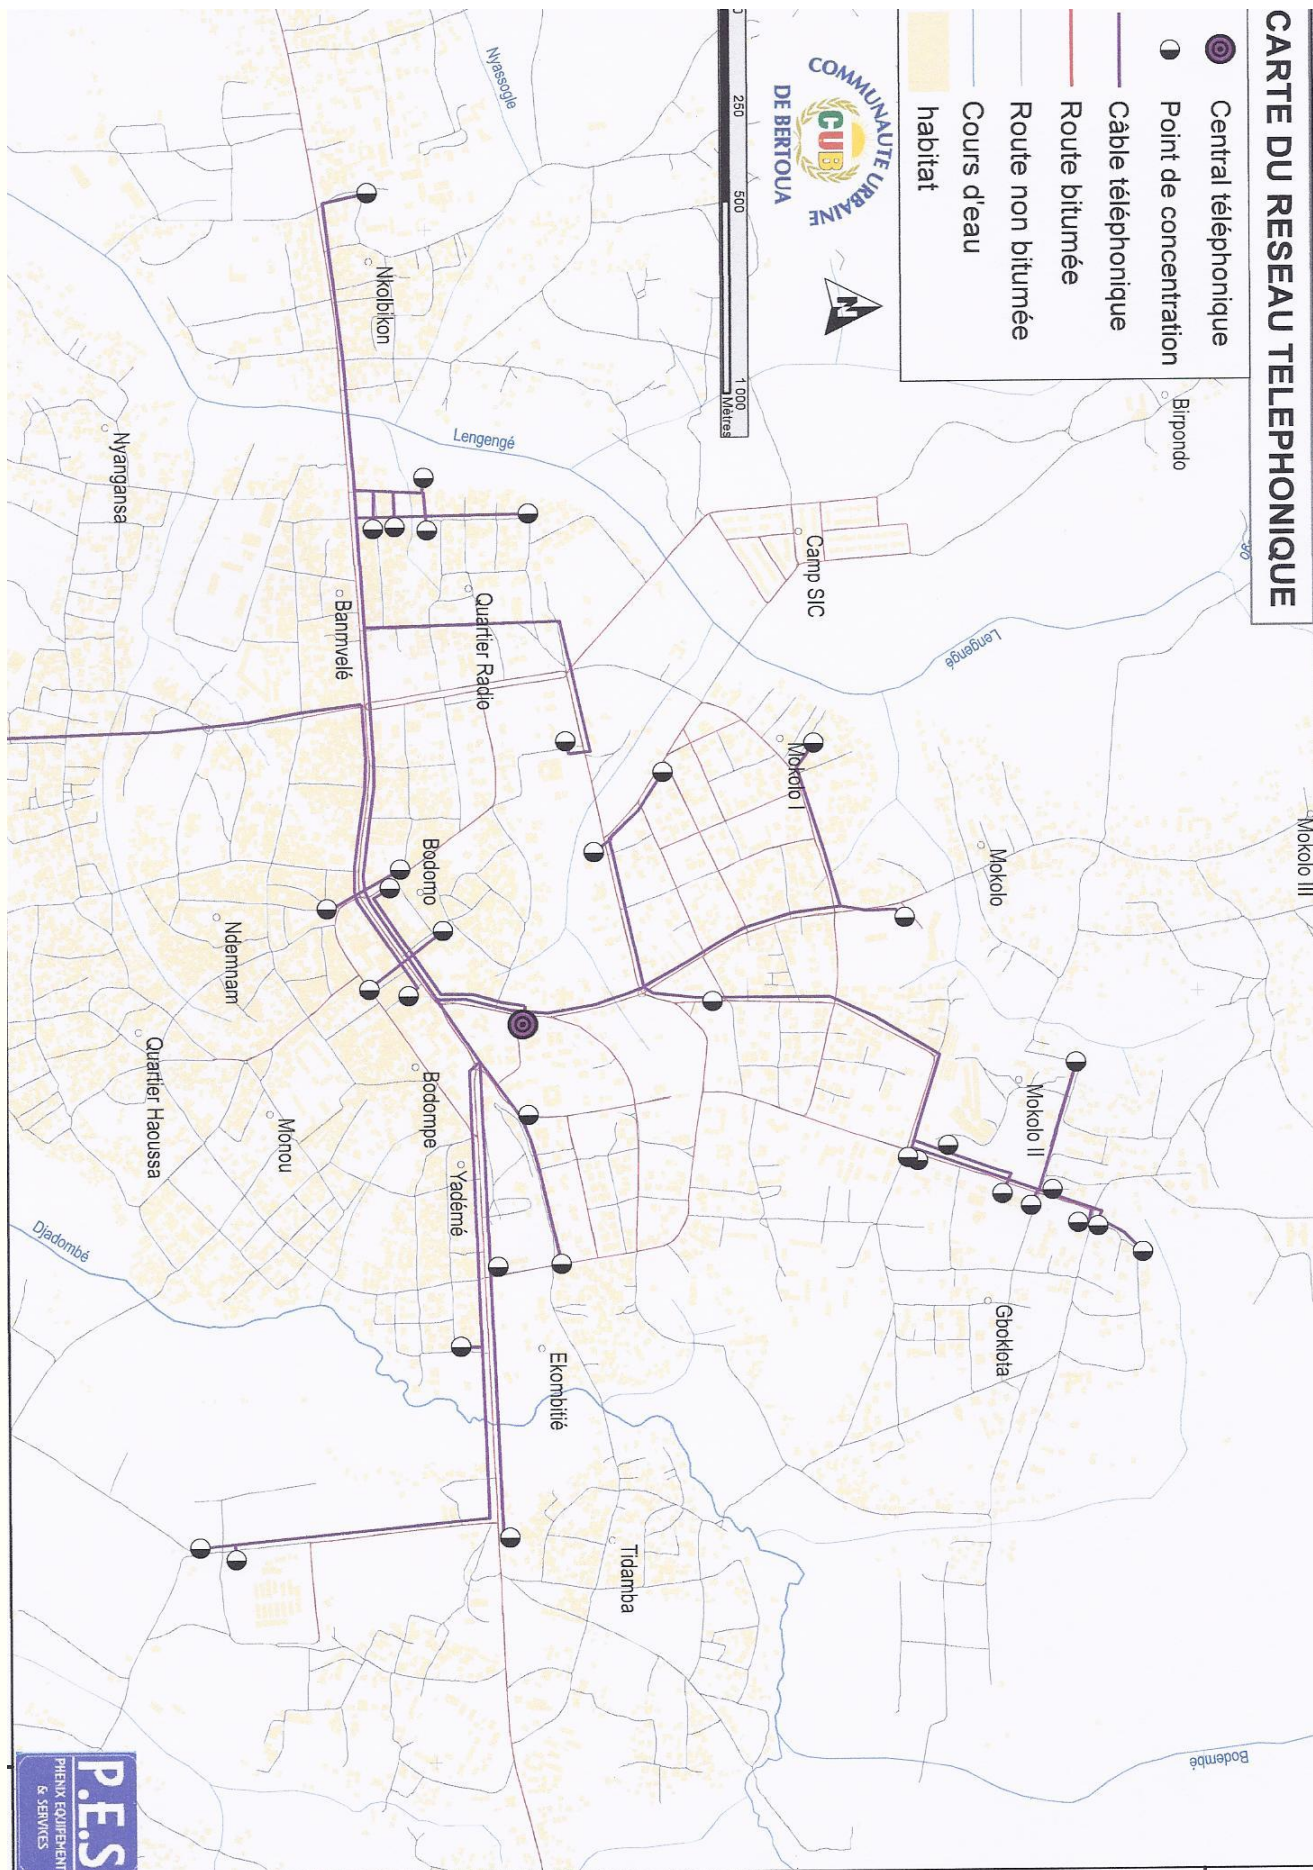 CARTE DU RESEAU TELEPHONIQUE
Central téléphonique
Point de concentration
Câble téléphonique
Route bitumée
Route non bitumée
Cours d'eau
habitat
COMMUNAUTE URBAINE
CUB
DE BERTOUA
N
0 250 500 1 000
Mètres
Nyassogle
Birpondo
Nkolbikon
Lengengé
Nyangansa
Camp SIC
Lengengé
Quartier Radio
Banmvelé
Mokolo I
Mokolo
Mokolo III
Bodomo
Ndemnam
Mokolo II
Quartier Haoussa
Bodompe
Monou
Yadémé
Djadombé
Gboklota
Ekombitié
Tidamba
Bodembé
P.E.S
PHENIX EQUIPEMENT
& SERVICES